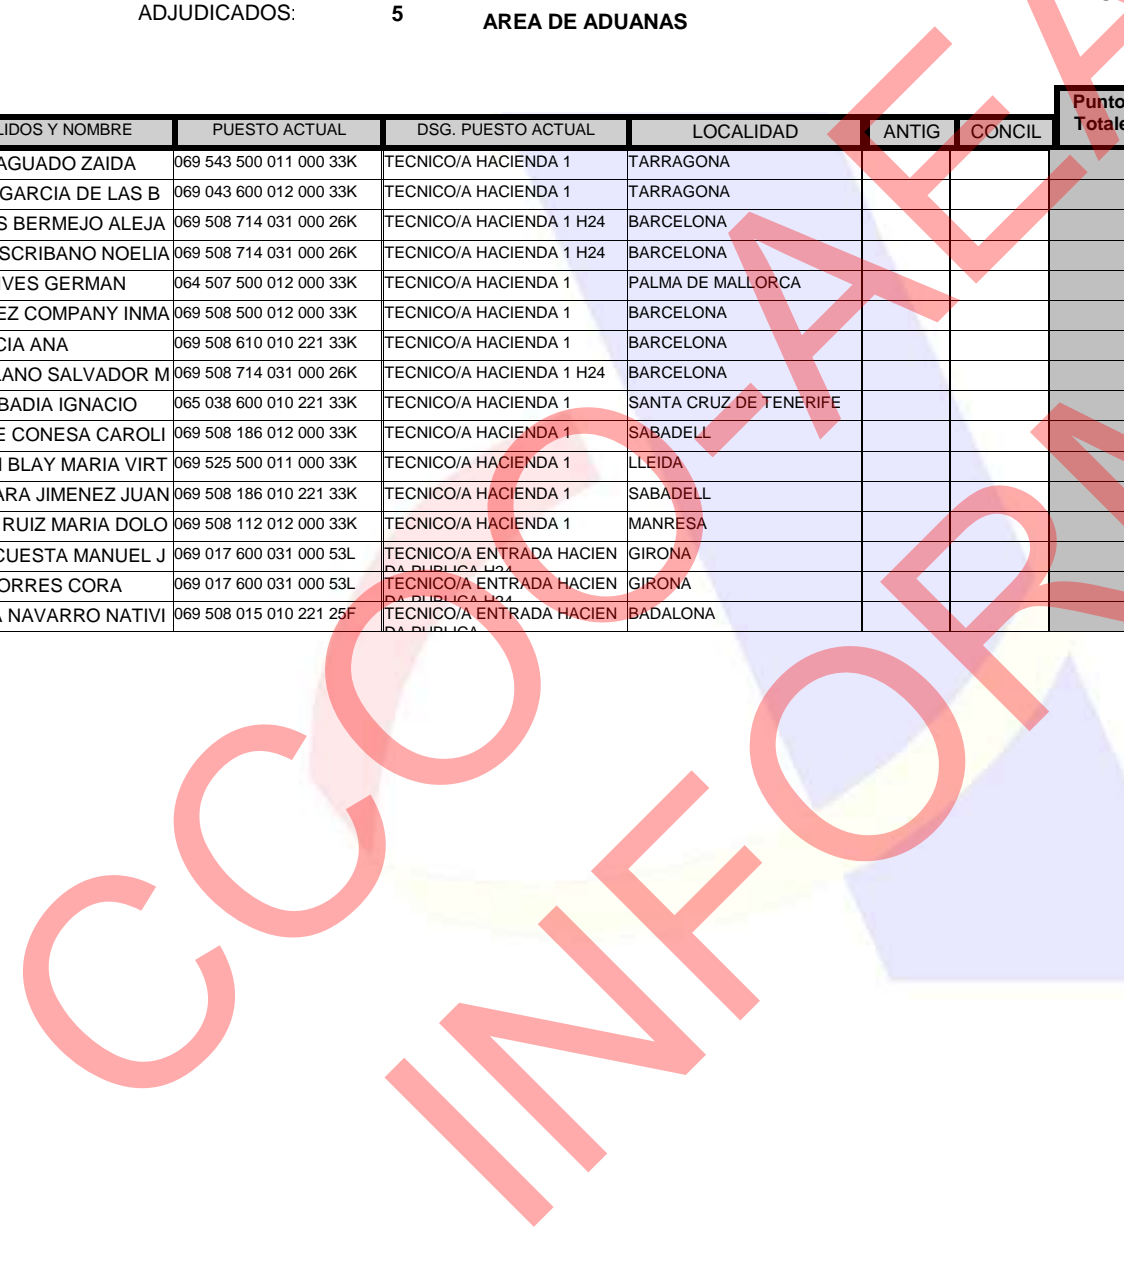 ADJUDICADOS: 5 AREA DE ADUANAS
Punto
LIDOS Y NOMBRE PUESTO ACTUAL DSG. PUESTO ACTUAL LOCALIDAD ANTIG CONCIL Totale
AGUADO ZAIDA 069 543 500 011 000 33K TECNICO/A HACIENDA 1 TARRAGONA
GARCIA DE LAS B 069 043 600 012 000 33K TECNICO/A HACIENDA 1 TARRAGONA
S BERMEJO ALEJA 069 508 714 031 000 26K TECNICO/A HACIENDA 1 H24 BARCELONA
SCRIBANO NOELIA 069 508 714 031 000 26K TECNICO/A HACIENDA 1 H24 BARCELONA
VES GERMAN 064 507 500 012 000 33K TECNICO/A HACIENDA 1 PALMA DE MALLORCA
EZ COMPANY INMA 069 508 500 012 000 33K TECNICO/A HACIENDA 1 BARCELONA
CIA ANA 069 508 610 010 221 33K TECNICO/A HACIENDA 1 BARCELONA
LANO SALVADOR M 069 508 714 031 000 26K TECNICO/A HACIENDA 1 H24 BARCELONA
BADIA IGNACIO 065 038 600 010 221 33K TECNICO/A HACIENDA 1 SANTA CRUZ DE TENERIFE
E CONESA CAROLI 069 508 186 012 000 33K TECNICO/A HACIENDA 1 SABADELL
BLAY MARIA VIRT 069 525 500 011 000 33K TECNICO/A HACIENDA 1 LLEIDA
ARA JIMENEZ JUAN 069 508 186 010 221 33K TECNICO/A HACIENDA 1 SABADELL
RUIZ MARIA DOLO 069 508 112 012 000 33K TECNICO/A HACIENDA 1 MANRESA
CUESTA MANUEL J 069 017 600 031 000 53L TECNICO/A ENTRADA HACIEN GIRONA
DA PUBLICA H24
ORRES CORA 069 017 600 031 000 53L TECNICO/A ENTRADA HACIEN GIRONA
DA PUBLICA H24
A NAVARRO NATIVI 069 508 015 010 221 25F TECNICO/A ENTRADA HACIEN BADALONA
DA PUBLICA
CCOO-AEA
INFORM